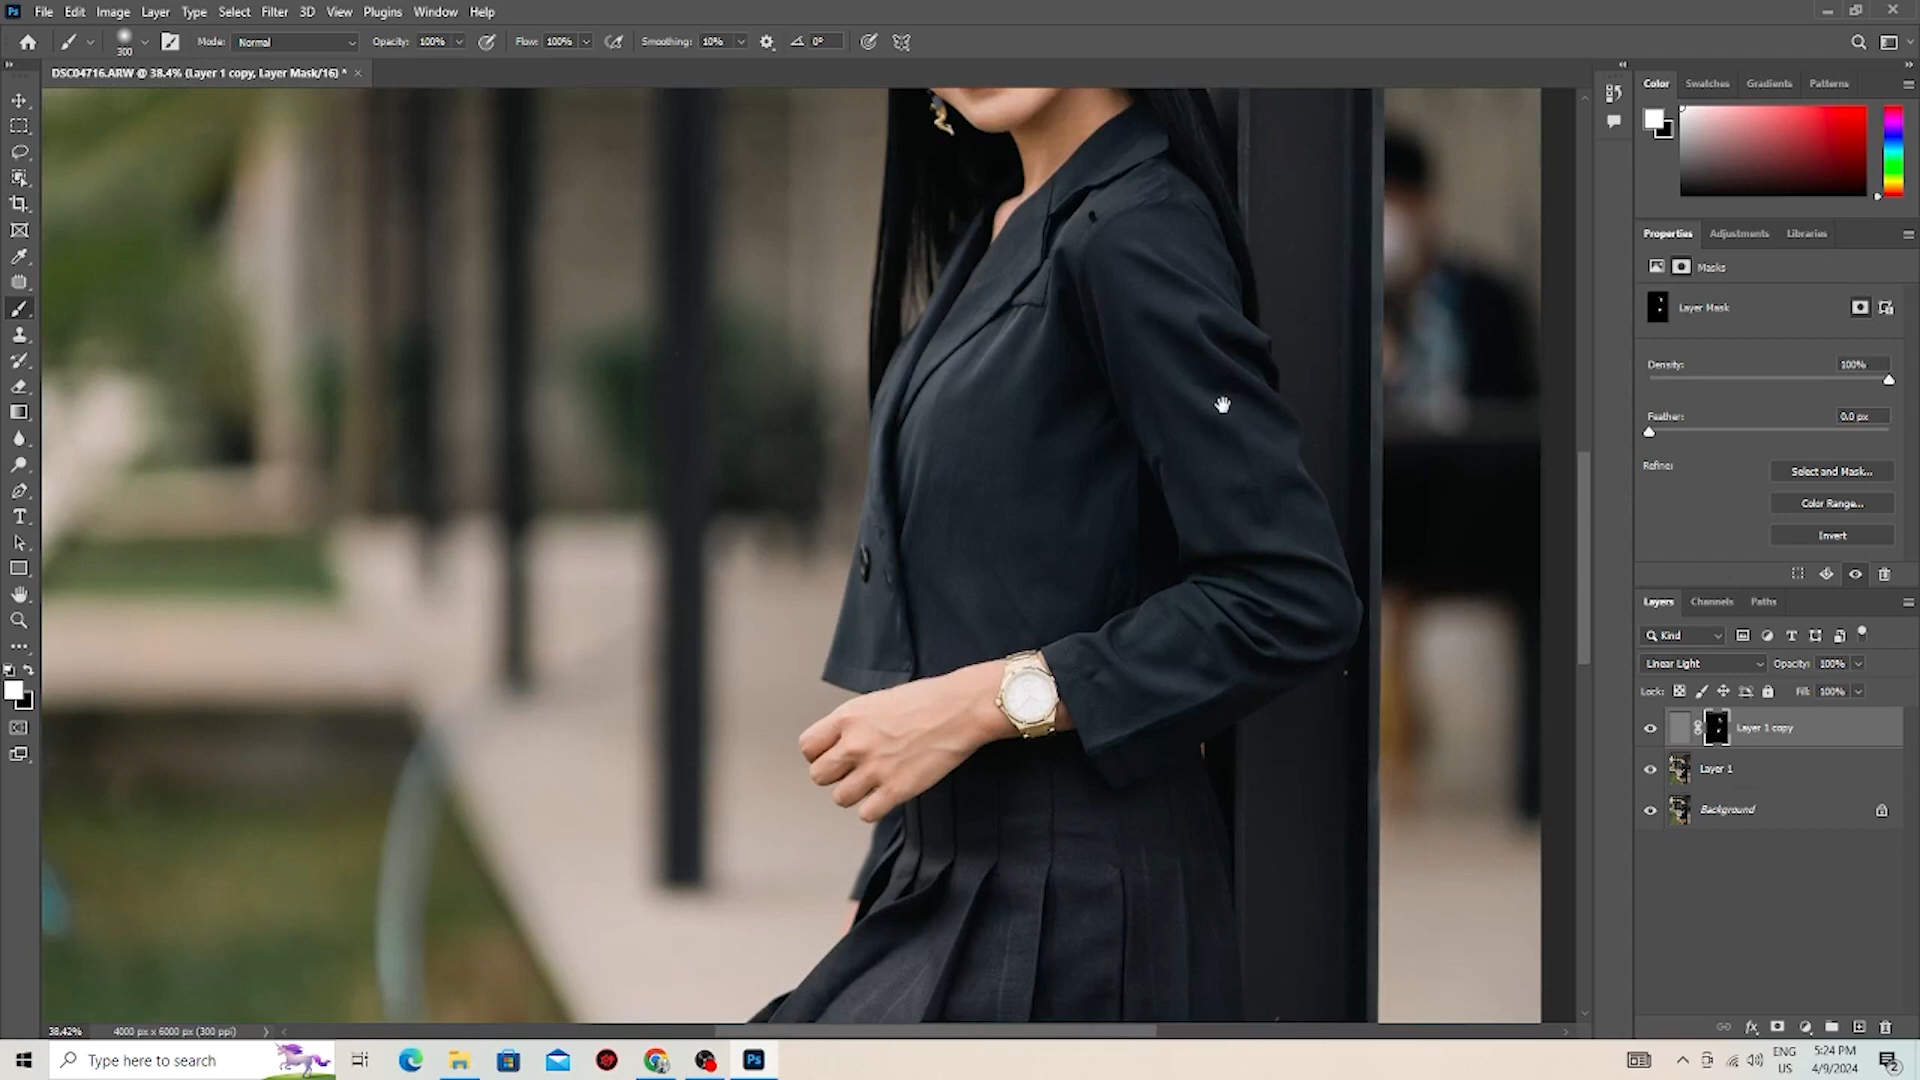 Ps File Edit Image Layer Type Select Filter 3D View Plugins Window Help
300 Mode: Normal Opacity: 100% Flow: 100% Smoothing: 10% 0°
DSC04716.ARW @ 38.4% (Layer 1 copy, Layer Mask/16) * ×
Color Swatches Gradients Patterns
Properties Adjustments Libraries
Masks
Layer Mask
Density: 100%
Feather: 0.0 px
Refine: Select and Mask...
Color Range...
Invert
Layers Channels Paths
Kind
Linear Light Opacity: 100%
Lock: Fill: 100%
Layer 1 copy
Layer 1
Background
38.42% 4000 px x 6000 px (300 ppi)
Type here to search
Ps
ENG
US
5:24 PM
4/9/2024
2